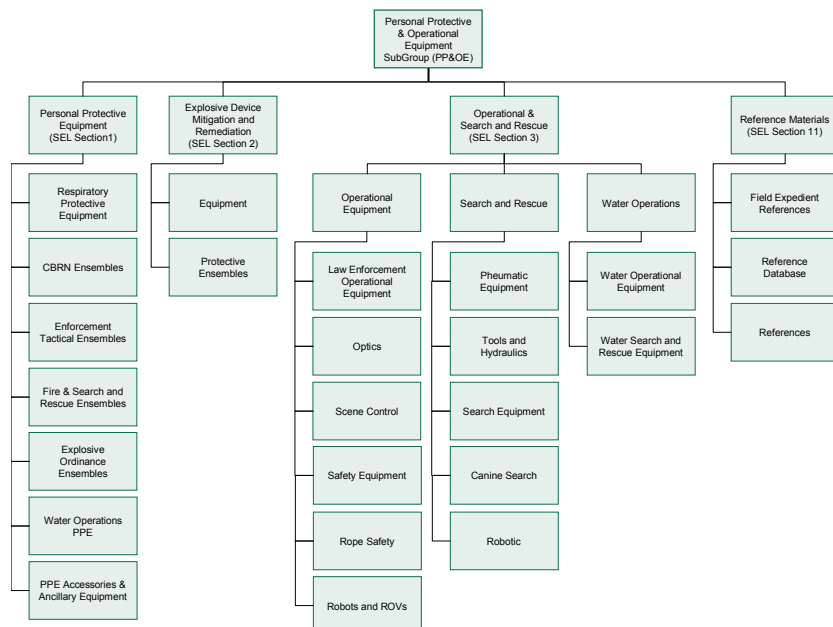 Personal Protective
& Operational
Equipment
SubGroup (PP&OE)
Personal Protective
Equipment
(SEL Section1)
Explosive Device
Mitigation and
Remediation
(SEL Section 2)
Operational &
Search and Rescue
(SEL Section 3)
Reference Materials
(SEL Section 11)
Respiratory
Protective
Equipment
CBRN Ensembles
Enforcement
Tactical Ensembles
Fire & Search and
Rescue Ensembles
Explosive
Ordinance
Ensembles
Water Operations
PPE
PPE Accessories &
Ancillary Equipment
Equipment
Protective
Ensembles
Operational
Equipment
Law Enforcement
Operational
Equipment
Optics
Scene Control
Safety Equipment
Rope Safety
Robots and ROVs
Search and Rescue
Pheumatic
Equipment
Tools and
Hydraulics
Search Equipment
Canine Search
Robotic
Water Operations
Water Operational
Equipment
Water Search and
Rescue Equipment
Field Expedient
References
Reference
Database
References